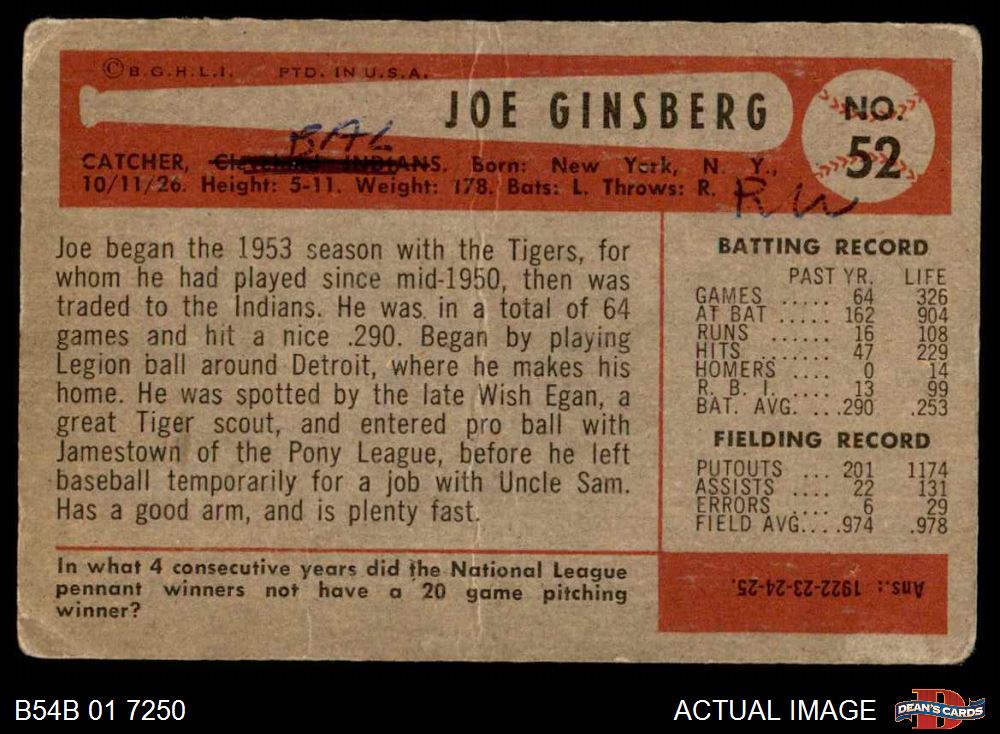 ©B.G.H.L.I. PTD. IN U.S.A.
JOE GINSBERG
NO.
52
BAL
CATCHER, CLEVELAND INDIANS. Born: New York, N. Y.,
10/11/26. Height: 5-11. Weight: 178. Bats: L. Throws: R.
Joe began the 1953 season with the Tigers, for
whom he had played since mid-1950, then was
traded to the Indians. He was in a total of 64
games and hit a nice .290. Began by playing
Legion ball around Detroit, where he makes his
home. He was spotted by the late Wish Egan, a
great Tiger scout, and entered pro ball with
Jamestown of the Pony League, before he left
baseball temporarily for a job with Uncle Sam.
Has a good arm, and is plenty fast.
BATTING RECORD
PAST YR. LIFE
GAMES ..... 64 326
AT BAT ..... 162 904
RUNS ...... 16 108
HITS ....... 47 229
HOMERS .... 0 14
R. B. I. .... 13 99
BAT. AVG. ...290 .253
FIELDING RECORD
PUTOUTS ... 201 1174
ASSISTS .... 22 131
ERRORS .... 6 29
FIELD AVG....974 .978
In what 4 consecutive years did the National League
pennant winners not have a 20 game pitching
winner?
Ans.: 1922-23-24-25.
B54B 01 7250
ACTUAL IMAGE
DEAN'S CARDS